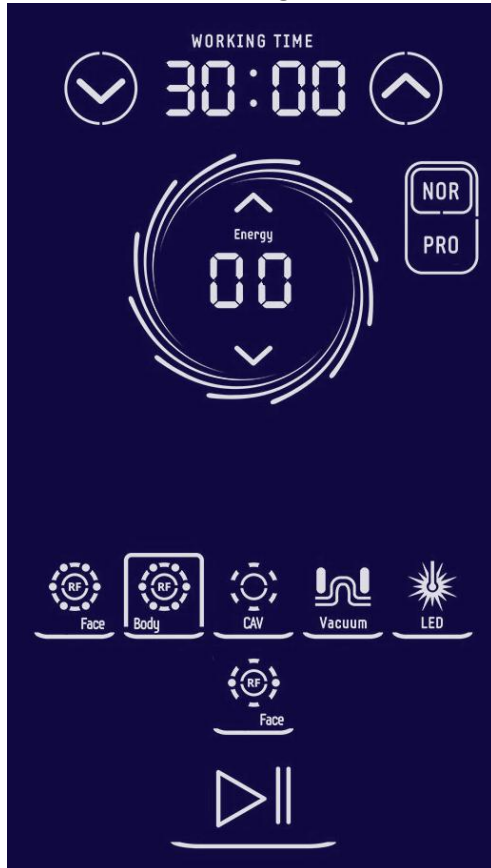 WORKING TIME
30:00
NOR
Energy
PRO
00
RF
RF
Face
Body
CAV
Vacuum
LED
RF
Face